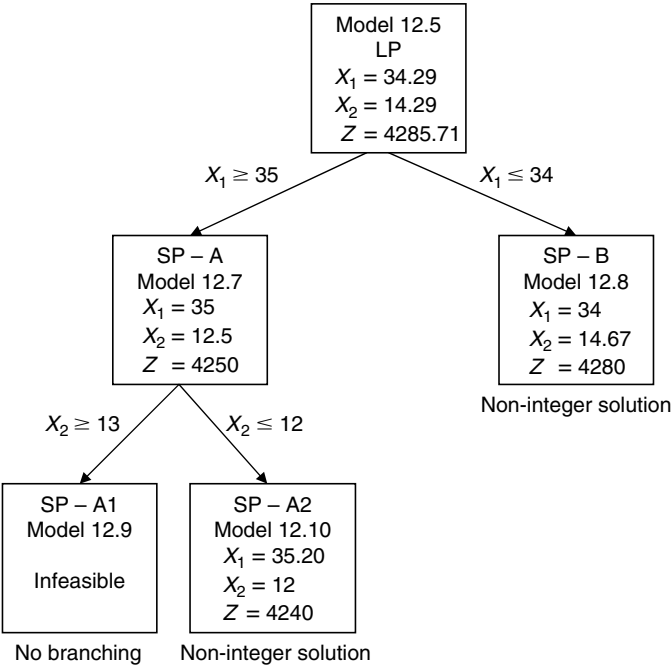 Model 12.5
LP
X₁ = 34.29
X₂ = 14.29
Z = 4285.71
X₁ ≥ 35
X₁ ≤ 34
SP – A
Model 12.7
X₁ = 35
X₂ = 12.5
Z = 4250
SP – B
Model 12.8
X₁ = 34
X₂ = 14.67
Z = 4280
Non-integer solution
X₂ ≥ 13
X₂ ≤ 12
SP – A1
Model 12.9
Infeasible
No branching
SP – A2
Model 12.10
X₁ = 35.20
X₂ = 12
Z = 4240
Non-integer solution